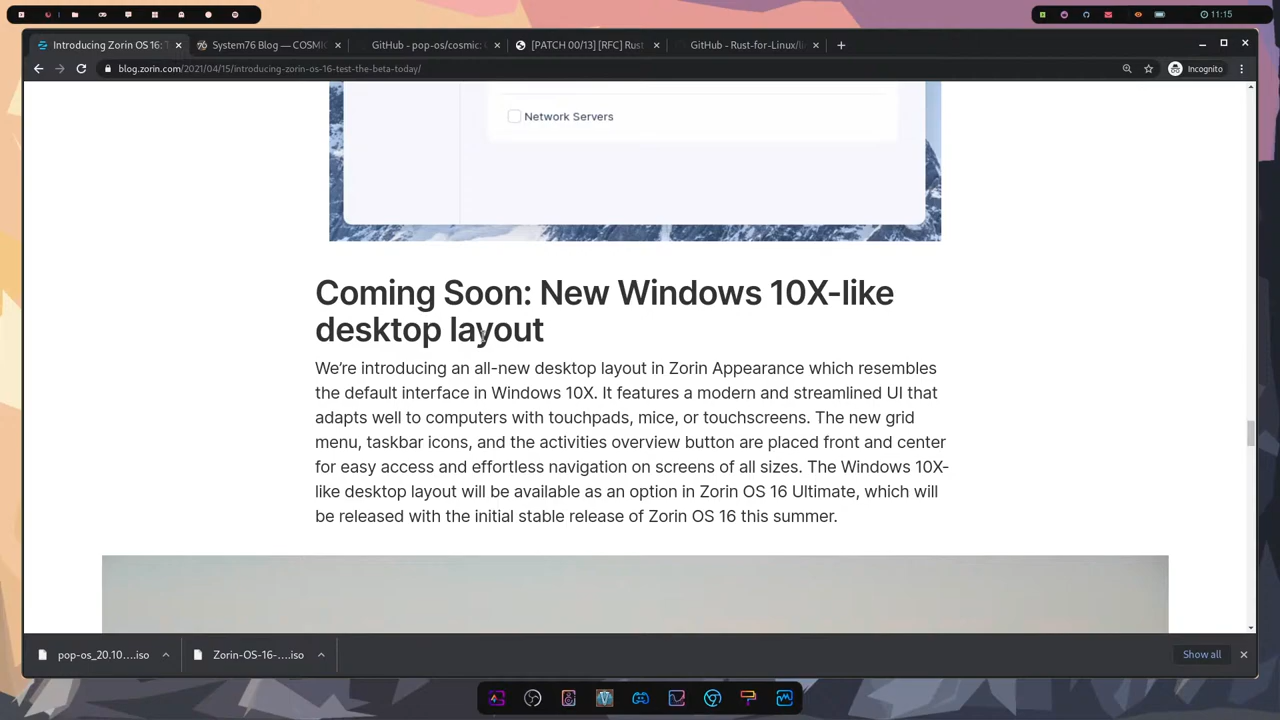 11:15
Introducing Zorin OS 16: T
System76 Blog — COSMIC
GitHub - pop-os/cosmic:
[PATCH 00/13] [RFC] Rust
GitHub - Rust-for-Linux/li
blog.zorin.com/2021/04/15/introducing-zorin-os-16-test-the-beta-today/
Incognito
Network Servers
Coming Soon: New Windows 10X-like
desktop layout
We're introducing an all-new desktop layout in Zorin Appearance which resembles
the default interface in Windows 10X. It features a modern and streamlined UI that
adapts well to computers with touchpads, mice, or touchscreens. The new grid
menu, taskbar icons, and the activities overview button are placed front and center
for easy access and effortless navigation on screens of all sizes. The Windows 10X-
like desktop layout will be available as an option in Zorin OS 16 Ultimate, which will
be released with the initial stable release of Zorin OS 16 this summer.
pop-os_20.10....iso
Zorin-OS-16-....iso
Show all